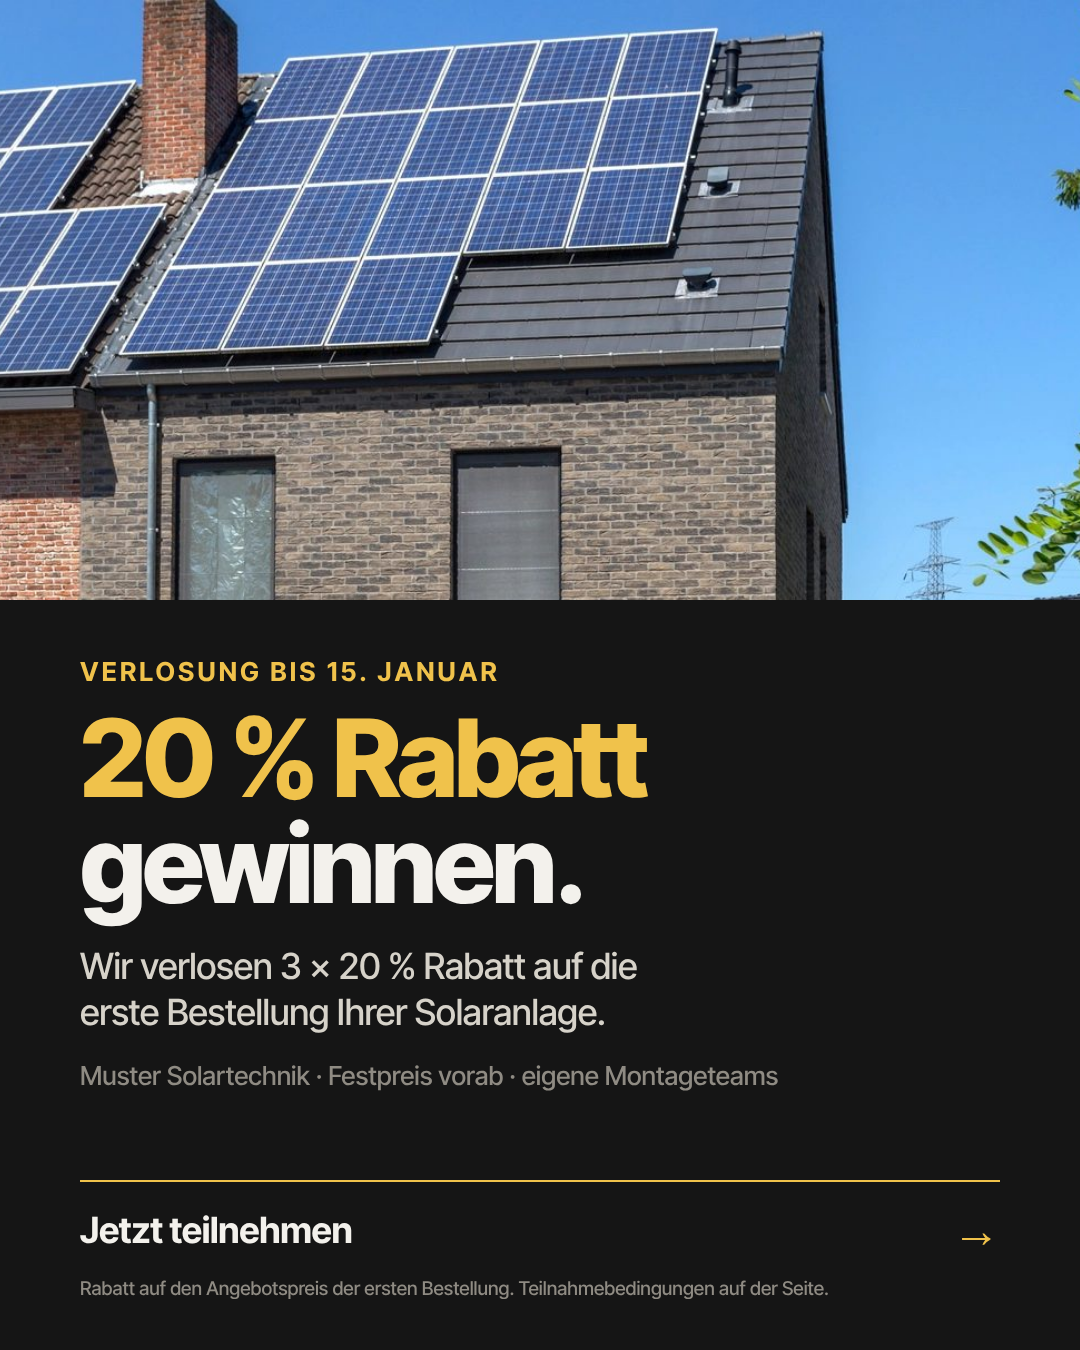 VERLOSUNG BIS 15. JANUAR
20 % Rabatt
gewinnen.
Wir verlosen 3 × 20 % Rabatt auf die
erste Bestellung Ihrer Solaranlage.
Muster Solartechnik · Festpreis vorab · eigene Montageteams
Jetzt teilnehmen →
Rabatt auf den Angebotspreis der ersten Bestellung. Teilnahmebedingungen auf der Seite.